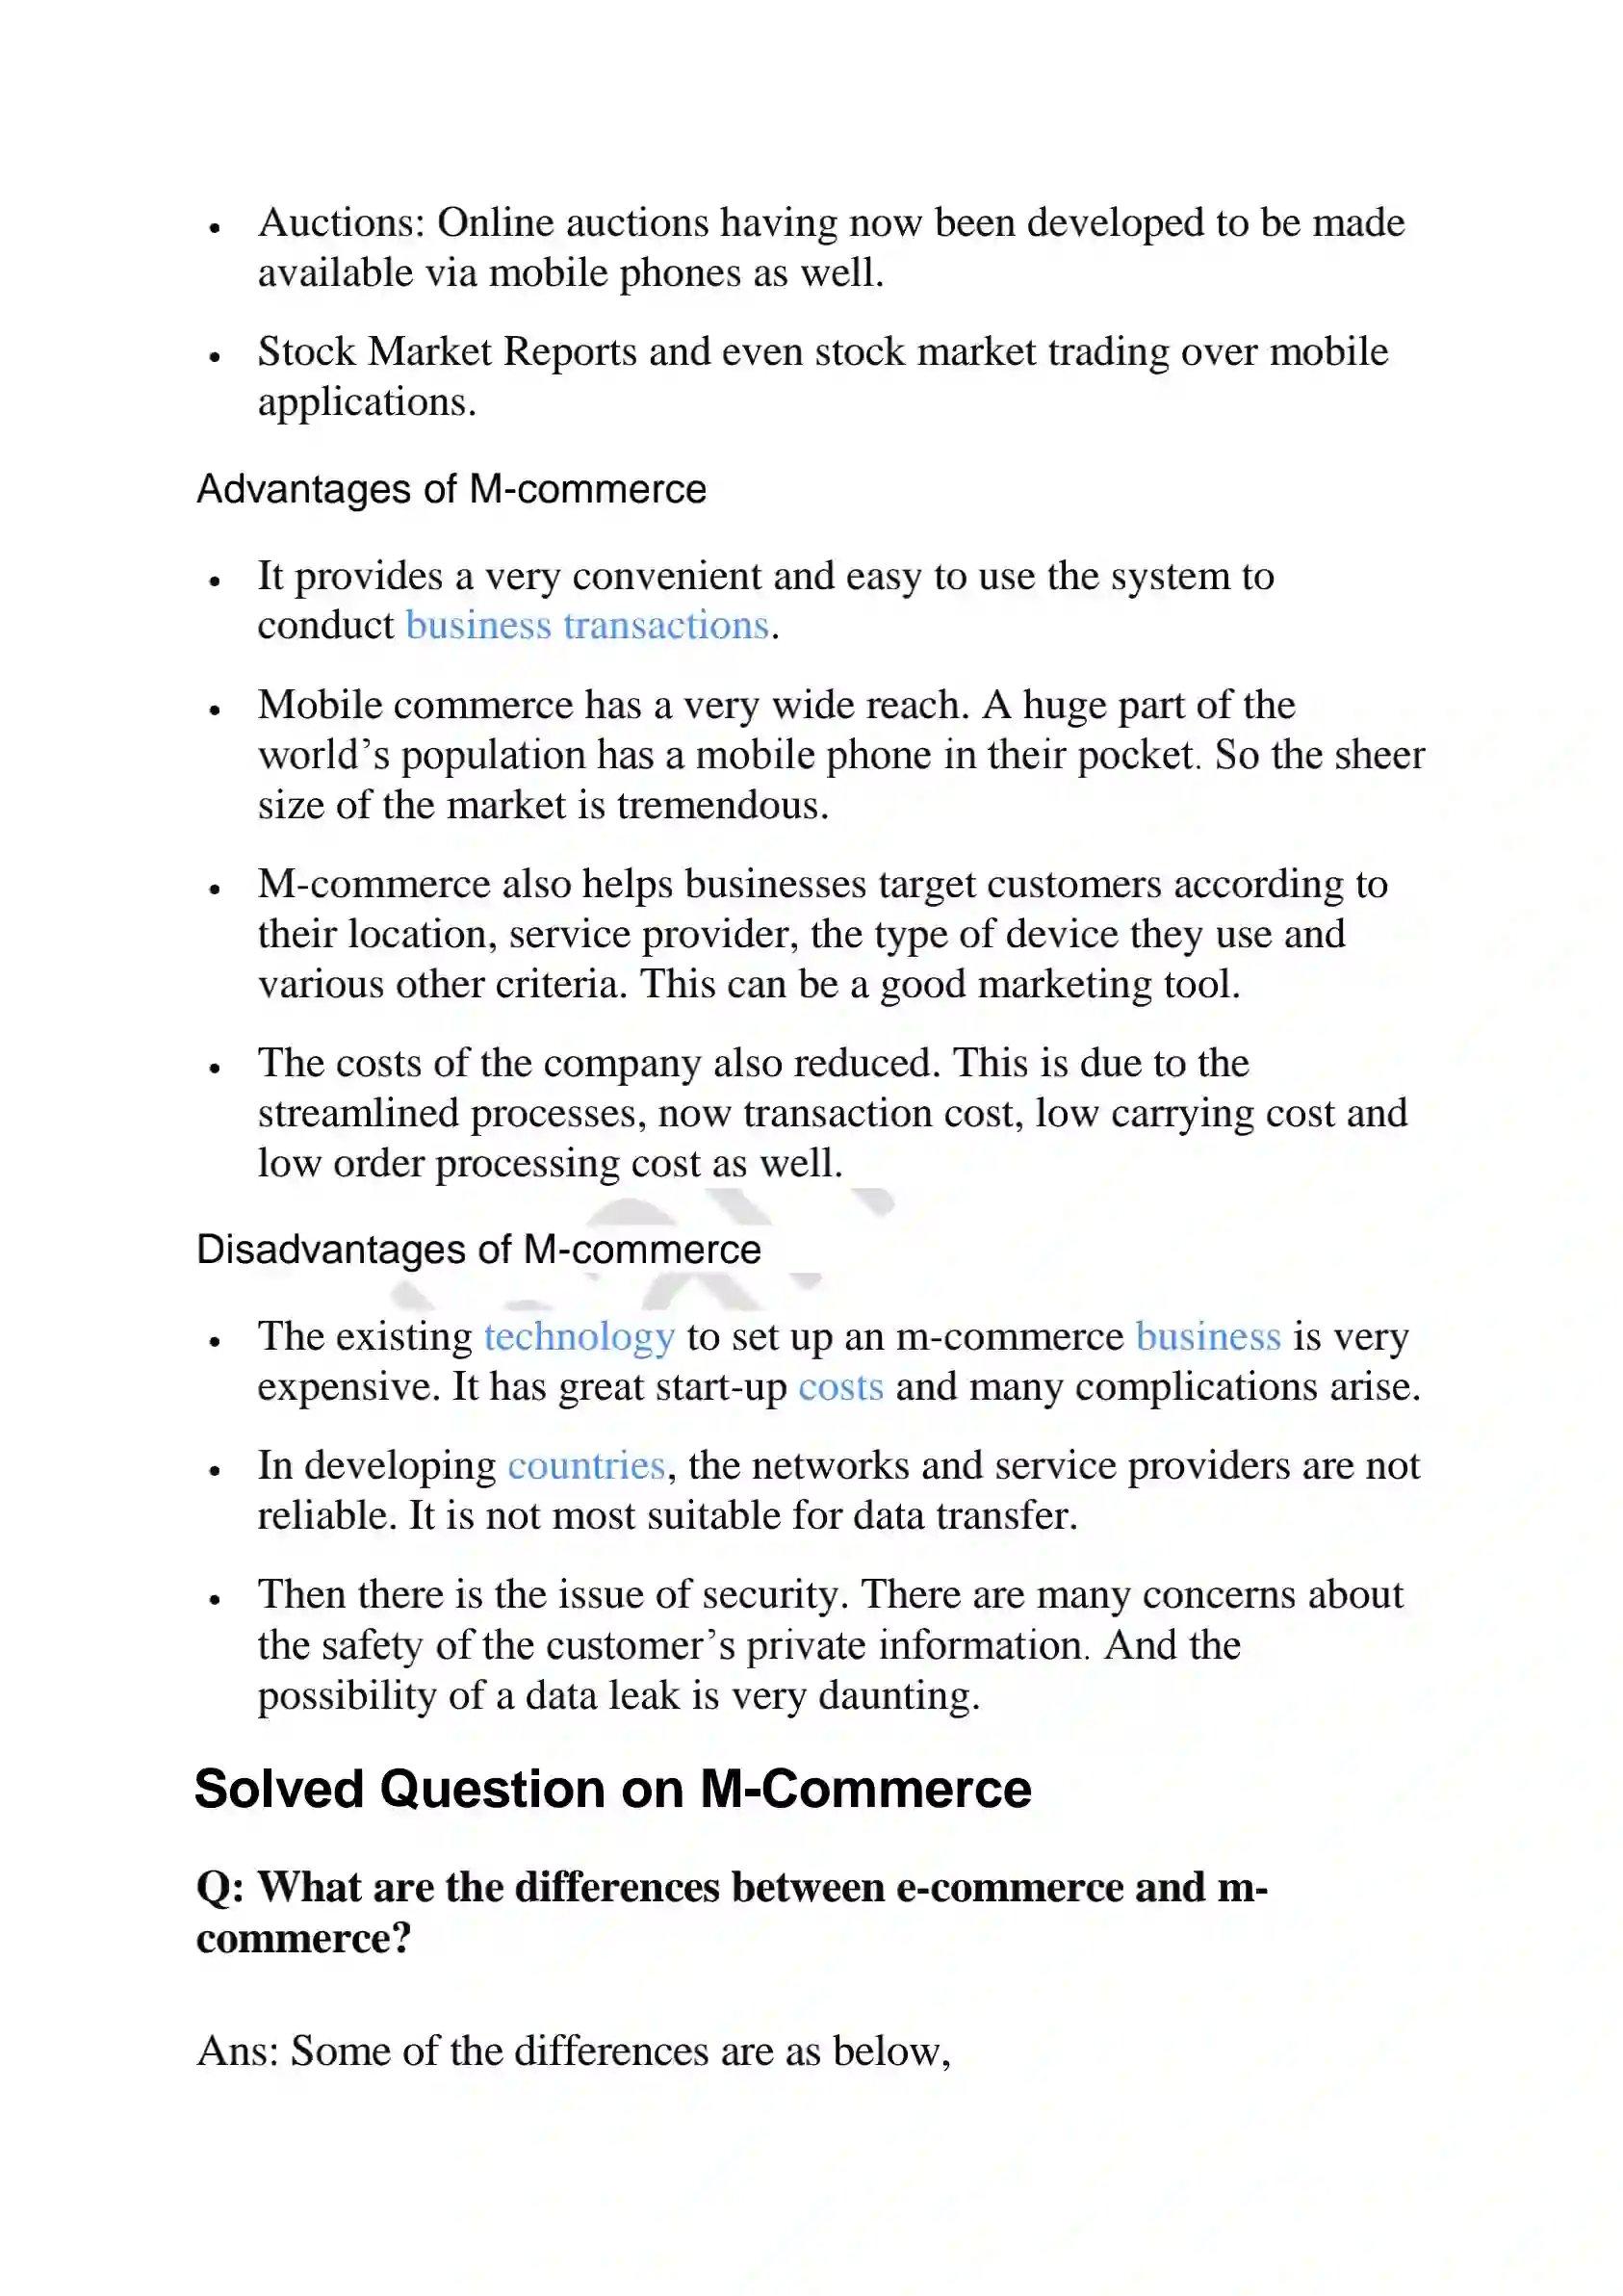 • Auctions: Online auctions having now been developed to be made
available via mobile phones as well.
• Stock Market Reports and even stock market trading over mobile
applications.
Advantages of M-commerce
• It provides a very convenient and easy to use the system to
conduct business transactions.
• Mobile commerce has a very wide reach. A huge part of the
world’s population has a mobile phone in their pocket. So the sheer
size of the market is tremendous.
• M-commerce also helps businesses target customers according to
their location, service provider, the type of device they use and
various other criteria. This can be a good marketing tool.
• The costs of the company also reduced. This is due to the
streamlined processes, now transaction cost, low carrying cost and
low order processing cost as well.
Disadvantages of M-commerce
• The existing technology to set up an m-commerce business is very
expensive. It has great start-up costs and many complications arise.
• In developing countries, the networks and service providers are not
reliable. It is not most suitable for data transfer.
• Then there is the issue of security. There are many concerns about
the safety of the customer’s private information. And the
possibility of a data leak is very daunting.
Solved Question on M-Commerce
Q: What are the differences between e-commerce and m-
commerce?
Ans: Some of the differences are as below,